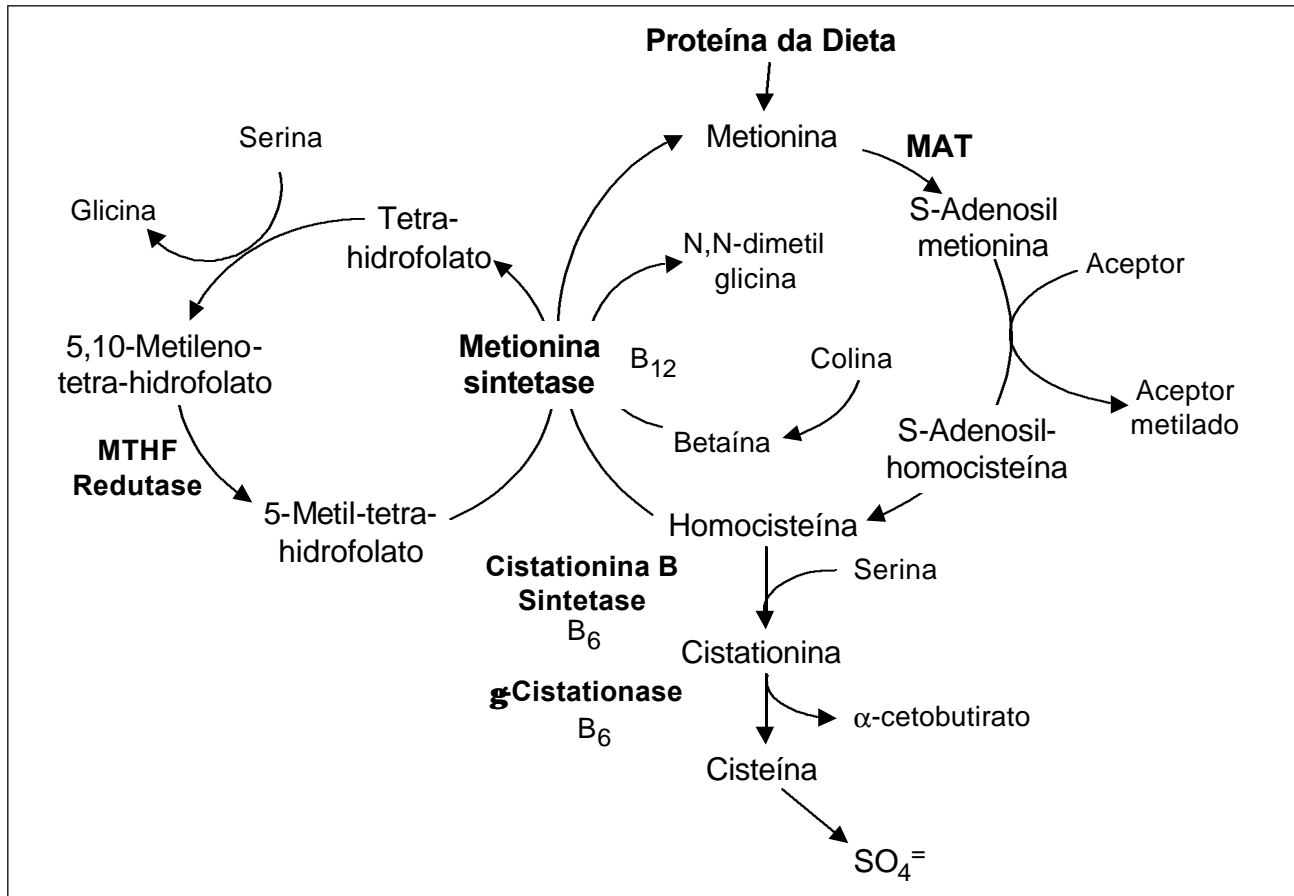 Proteína da Dieta
Metionina
MAT
S-Adenosil
metionina
Aceptor
Aceptor
metilado
S-Adenosil-
homocisteína
Serina
Glicina
Tetra-
hidrofolato
N,N-dimetil
glicina
5,10-Metileno-
tetra-hidrofolato
Metionina
sintetase
B12
Colina
Betaína
MTHF
Redutase
5-Metil-tetra-
hidrofolato
Homocisteína
Cistationina B
Sintetase
B6
Serina
Cistationina
g-Cistationase
B6
α-cetobutirato
Cisteína
SO4=